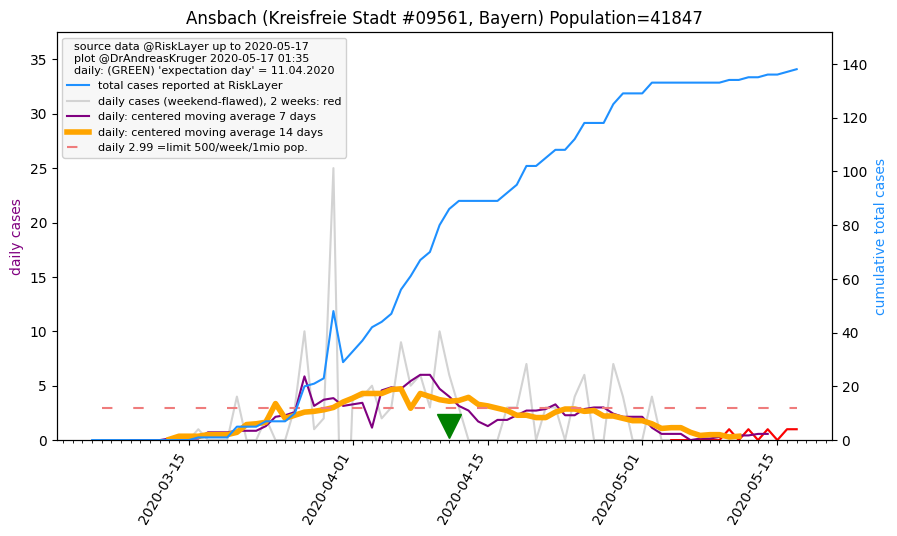 Ansbach (Kreisfreie Stadt #09561, Bayern) Population=41847
source data @RiskLayer up to 2020-05-17
plot @DrAndreasKruger 2020-05-17 01:35
daily: (GREEN) 'expectation day' = 11.04.2020
total cases reported at RiskLayer
daily cases (weekend-flawed), 2 weeks: red
daily: centered moving average 7 days
daily: centered moving average 14 days
daily 2.99 =limit 500/week/1mio pop.
daily cases
35
30
25
20
15
10
5
0
140
120
100
80
60
40
20
0
cumulative total cases
2020-03-15
2020-04-01
2020-04-15
2020-05-01
2020-05-15